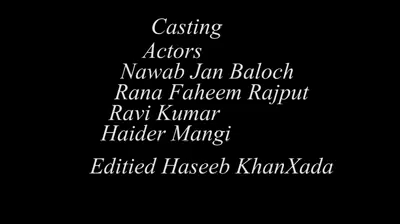 Casting
Actors
Nawab Jan Baloch
Rana Faheem Rajput
Ravi Kumar
Haider Mangi
Editied Haseeb KhanXada